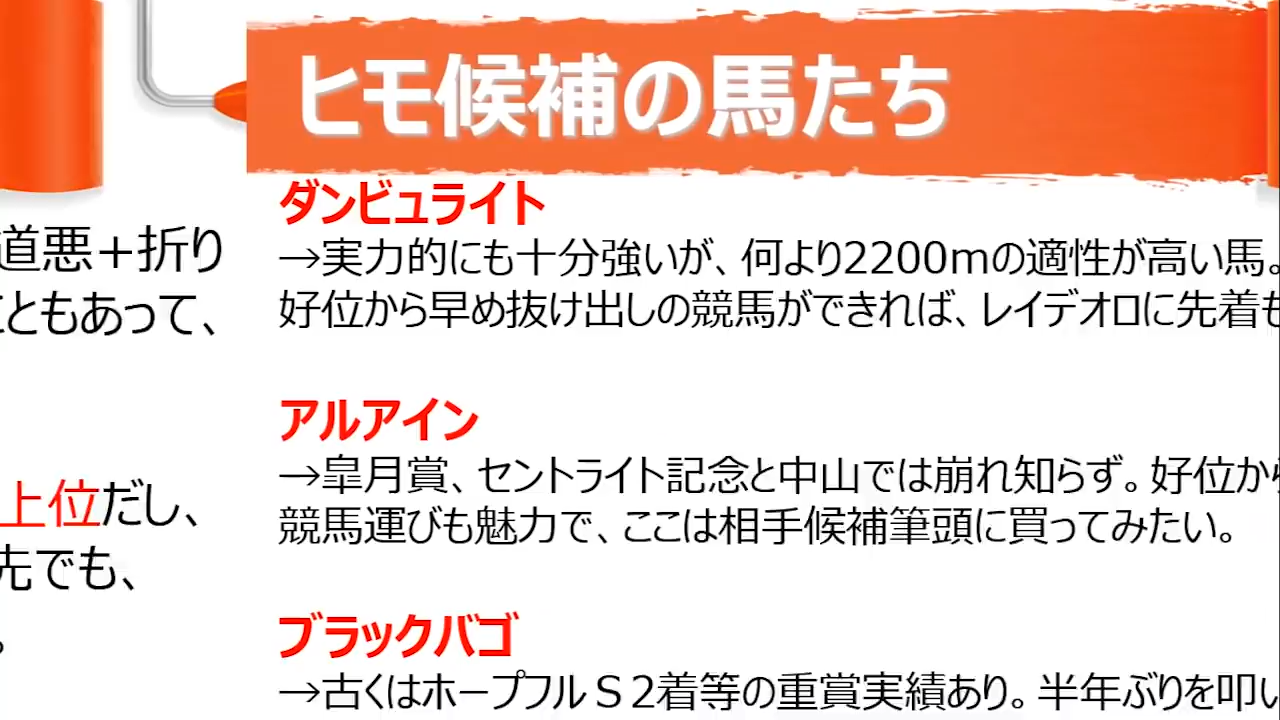 ヒモ候補の馬たち
道悪＋折り
こともあって、
上位だし、
先でも、
。
ダンビュライト
→実力的にも十分強いが、何より2200mの適性が高い馬。
好位から早め抜け出しの競馬ができれば、レイデオロに先着も
アルアイン
→皐月賞、セントライト記念と中山では崩れ知らず。好位から
競馬運びも魅力で、ここは相手候補筆頭に買ってみたい。
ブラックバゴ
→古くはホープフルＳ２着等の重賞実績あり。半年ぶりを叩い